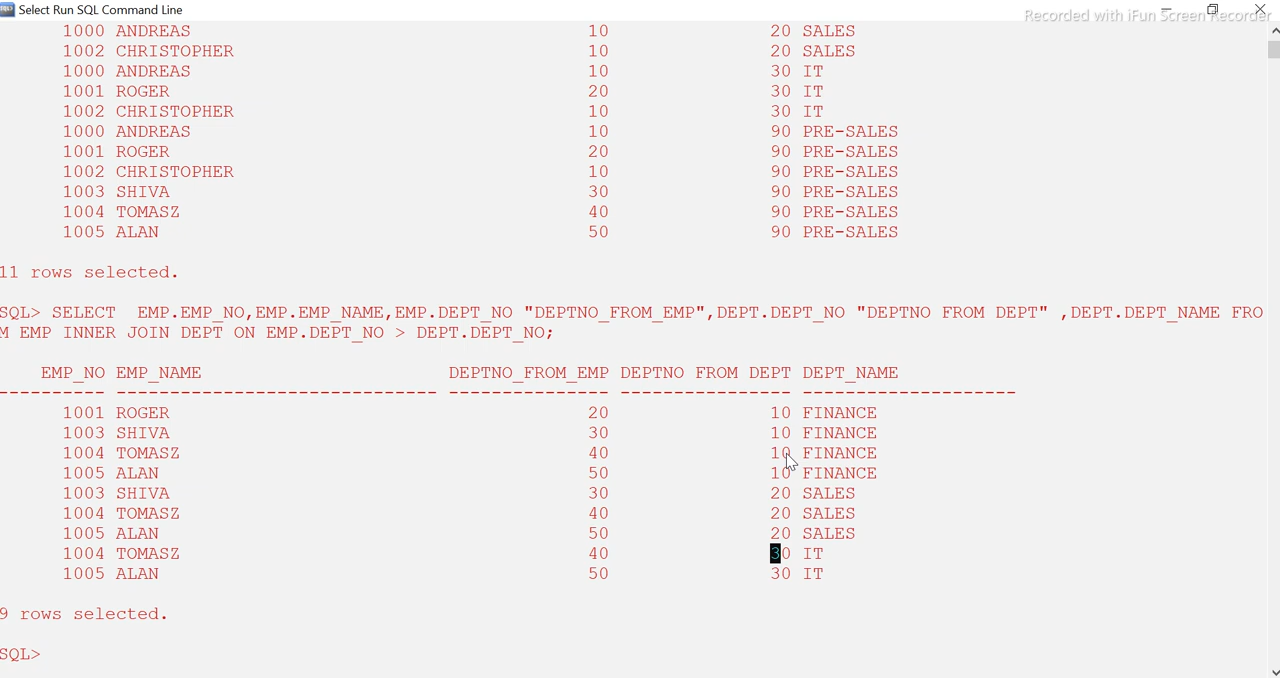 Select Run SQL Command Line
Recorded with iFun Screen Recorder
1000 ANDREAS 10 20 SALES
1002 CHRISTOPHER 10 20 SALES
1000 ANDREAS 10 30 IT
1001 ROGER 20 30 IT
1002 CHRISTOPHER 10 30 IT
1000 ANDREAS 10 90 PRE-SALES
1001 ROGER 20 90 PRE-SALES
1002 CHRISTOPHER 10 90 PRE-SALES
1003 SHIVA 30 90 PRE-SALES
1004 TOMASZ 40 90 PRE-SALES
1005 ALAN 50 90 PRE-SALES
11 rows selected.
SQL> SELECT EMP.EMP_NO,EMP.EMP_NAME,EMP.DEPT_NO "DEPTNO_FROM_EMP",DEPT.DEPT_NO "DEPTNO FROM DEPT" ,DEPT.DEPT_NAME FRO
M EMP INNER JOIN DEPT ON EMP.DEPT_NO > DEPT.DEPT_NO;
EMP_NO EMP_NAME DEPTNO_FROM_EMP DEPTNO FROM DEPT DEPT_NAME
---------- ------------------------------ --------------- ---------------- --------------------
1001 ROGER 20 10 FINANCE
1003 SHIVA 30 10 FINANCE
1004 TOMASZ 40 10 FINANCE
1005 ALAN 50 10 FINANCE
1003 SHIVA 30 20 SALES
1004 TOMASZ 40 20 SALES
1005 ALAN 50 20 SALES
1004 TOMASZ 40 30 IT
1005 ALAN 50 30 IT
9 rows selected.
SQL>